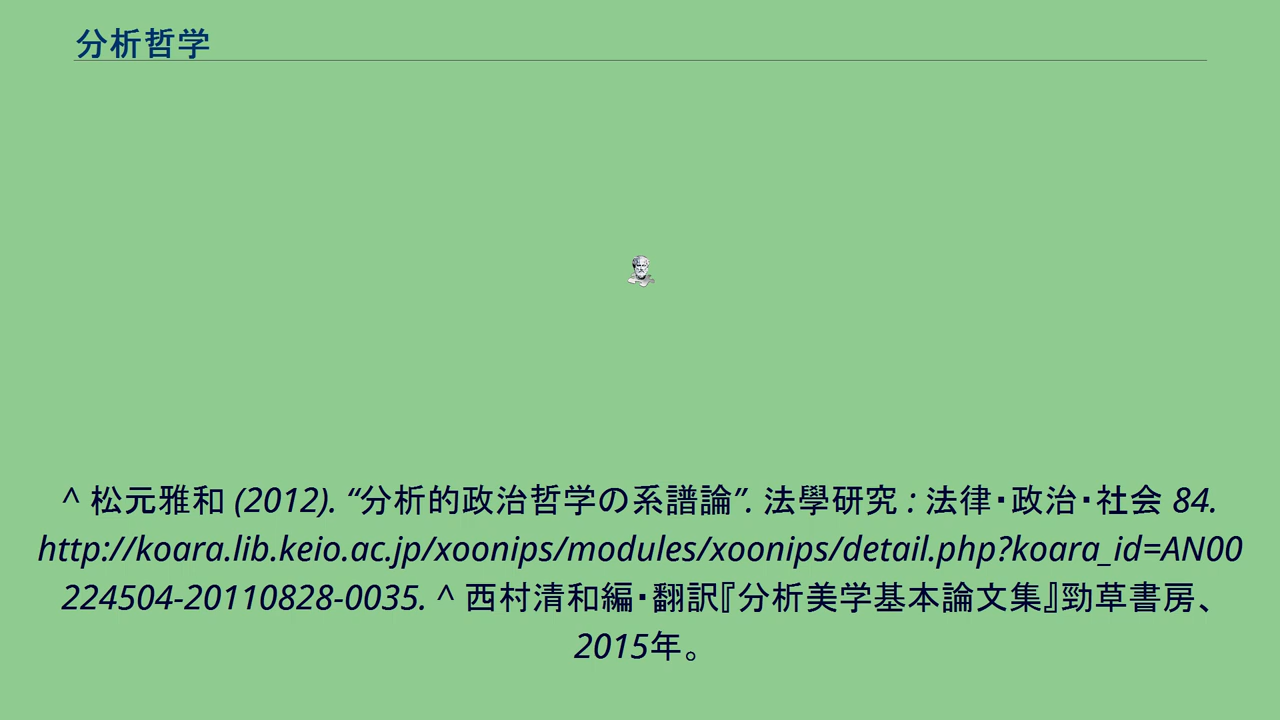 分析哲学
^ 松元雅和 (2012). “分析的政治哲学の系譜論”. 法學研究 : 法律・政治・社会 84.
http://koara.lib.keio.ac.jp/xoonips/modules/xoonips/detail.php?koara_id=AN00
224504-20110828-0035. ^ 西村清和編・翻訳『分析美学基本論文集』勁草書房、
2015年。